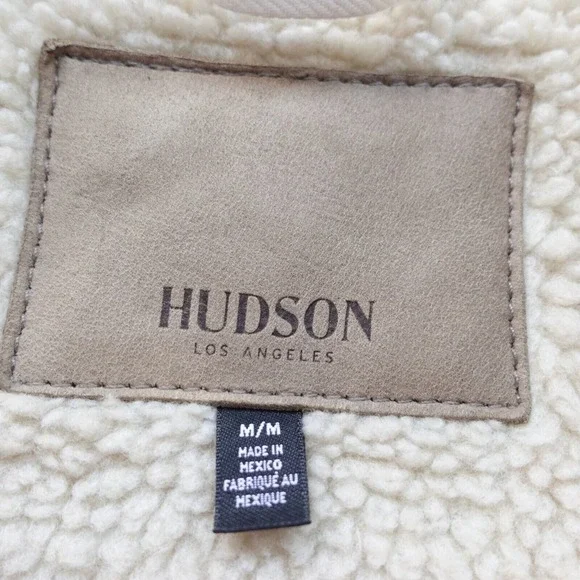 HUDSON
LOS ANGELES
M/M
MADE IN
MEXICO
FABRIQUÉ AU
MEXIQUE